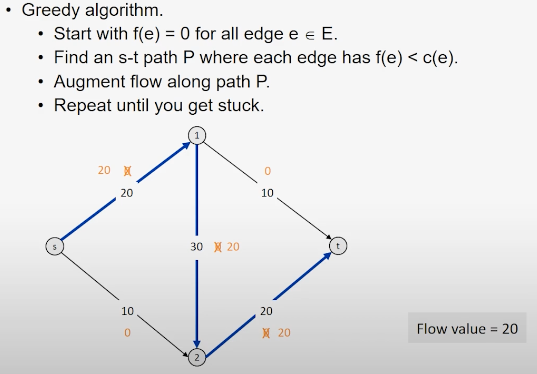 • Greedy algorithm.
• Start with f(e) = 0 for all edge e ∈ E.
• Find an s-t path P where each edge has f(e) < c(e).
• Augment flow along path P.
• Repeat until you get stuck.
1
20
0
20
10
s
30 20
t
10
20
0
20
Flow value = 20
2